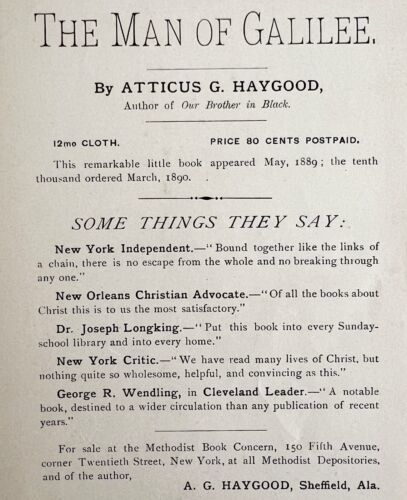 THE MAN OF GALILEE.
By ATTICUS G. HAYGOOD,
Author of Our Brother in Black.
12mo CLOTH. PRICE 80 CENTS POSTPAID.
This remarkable little book appeared May, 1889; the tenth
thousand ordered March, 1890.
SOME THINGS THEY SAY:
New York Independent.—"Bound together like the links of
a chain, there is no escape from the whole and no breaking through
any one."
New Orleans Christian Advocate.—"Of all the books about
Christ this is to us the most satisfactory."
Dr. Joseph Longking.—"Put this book into every Sunday-
school library and into every home."
New York Critic.—"We have read many lives of Christ, but
nothing quite so wholesome, helpful, and convincing as this."
George R. Wendling, in Cleveland Leader.—"A notable
book, destined to a wider circulation than any publication of recent
years."
For sale at the Methodist Book Concern, 150 Fifth Avenue,
corner Twentieth Street, New York, at all Methodist Depositories,
and of the author,
A. G. HAYGOOD, Sheffield, Ala.